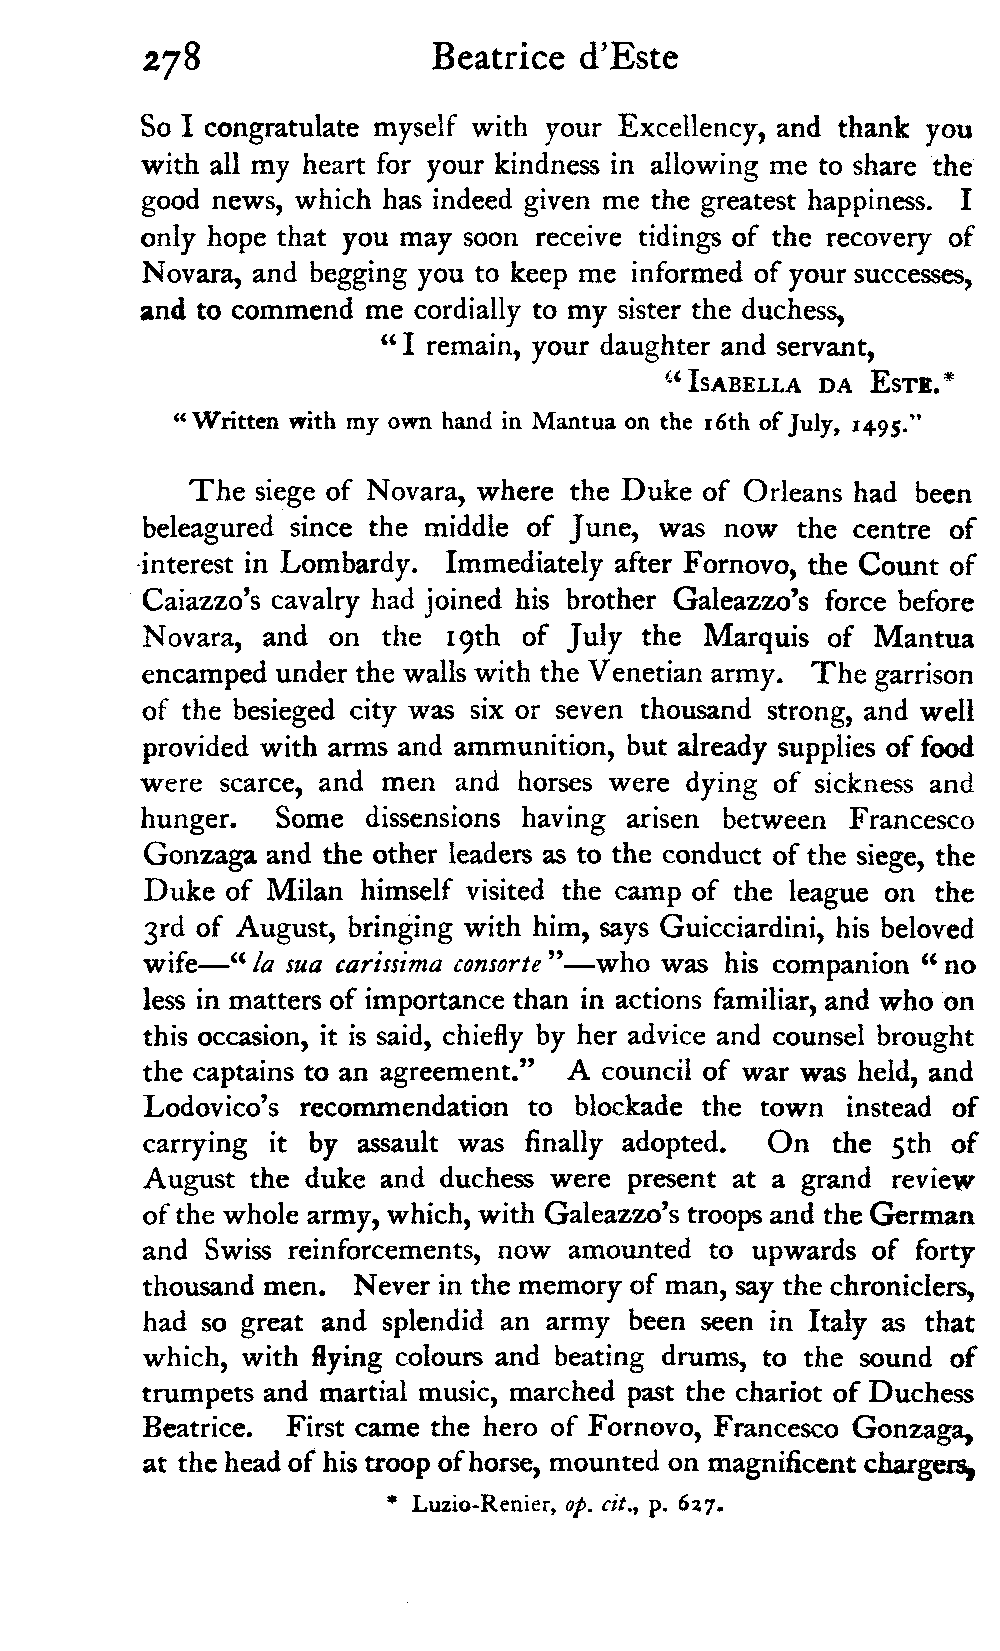 278 Beatrice d'Este
So I congratulate myself with your Excellency, and thank you
with all my heart for your kindness in allowing me to share the
good news, which has indeed given me the greatest happiness. I
only hope that you may soon receive tidings of the recovery of
Novara, and begging you to keep me informed of your successes,
and to commend me cordially to my sister the duchess,
"I remain, your daughter and servant,
"ISABELLA DA ESTE.*
"Written with my own hand in Mantua on the 16th of July, 1495."
The siege of Novara, where the Duke of Orleans had been
beleagured since the middle of June, was now the centre of
interest in Lombardy. Immediately after Fornovo, the Count of
Caiazzo's cavalry had joined his brother Galeazzo's force before
Novara, and on the 19th of July the Marquis of Mantua
encamped under the walls with the Venetian army. The garrison
of the besieged city was six or seven thousand strong, and well
provided with arms and ammunition, but already supplies of food
were scarce, and men and horses were dying of sickness and
hunger. Some dissensions having arisen between Francesco
Gonzaga and the other leaders as to the conduct of the siege, the
Duke of Milan himself visited the camp of the league on the
3rd of August, bringing with him, says Guicciardini, his beloved
wife—"la sua carissima consorte"—who was his companion "no
less in matters of importance than in actions familiar, and who on
this occasion, it is said, chiefly by her advice and counsel brought
the captains to an agreement." A council of war was held, and
Lodovico's recommendation to blockade the town instead of
carrying it by assault was finally adopted. On the 5th of
August the duke and duchess were present at a grand review
of the whole army, which, with Galeazzo's troops and the German
and Swiss reinforcements, now amounted to upwards of forty
thousand men. Never in the memory of man, say the chroniclers,
had so great and splendid an army been seen in Italy as that
which, with flying colours and beating drums, to the sound of
trumpets and martial music, marched past the chariot of Duchess
Beatrice. First came the hero of Fornovo, Francesco Gonzaga,
at the head of his troop of horse, mounted on magnificent chargers,
* Luzio-Renier, op. cit., p. 627.